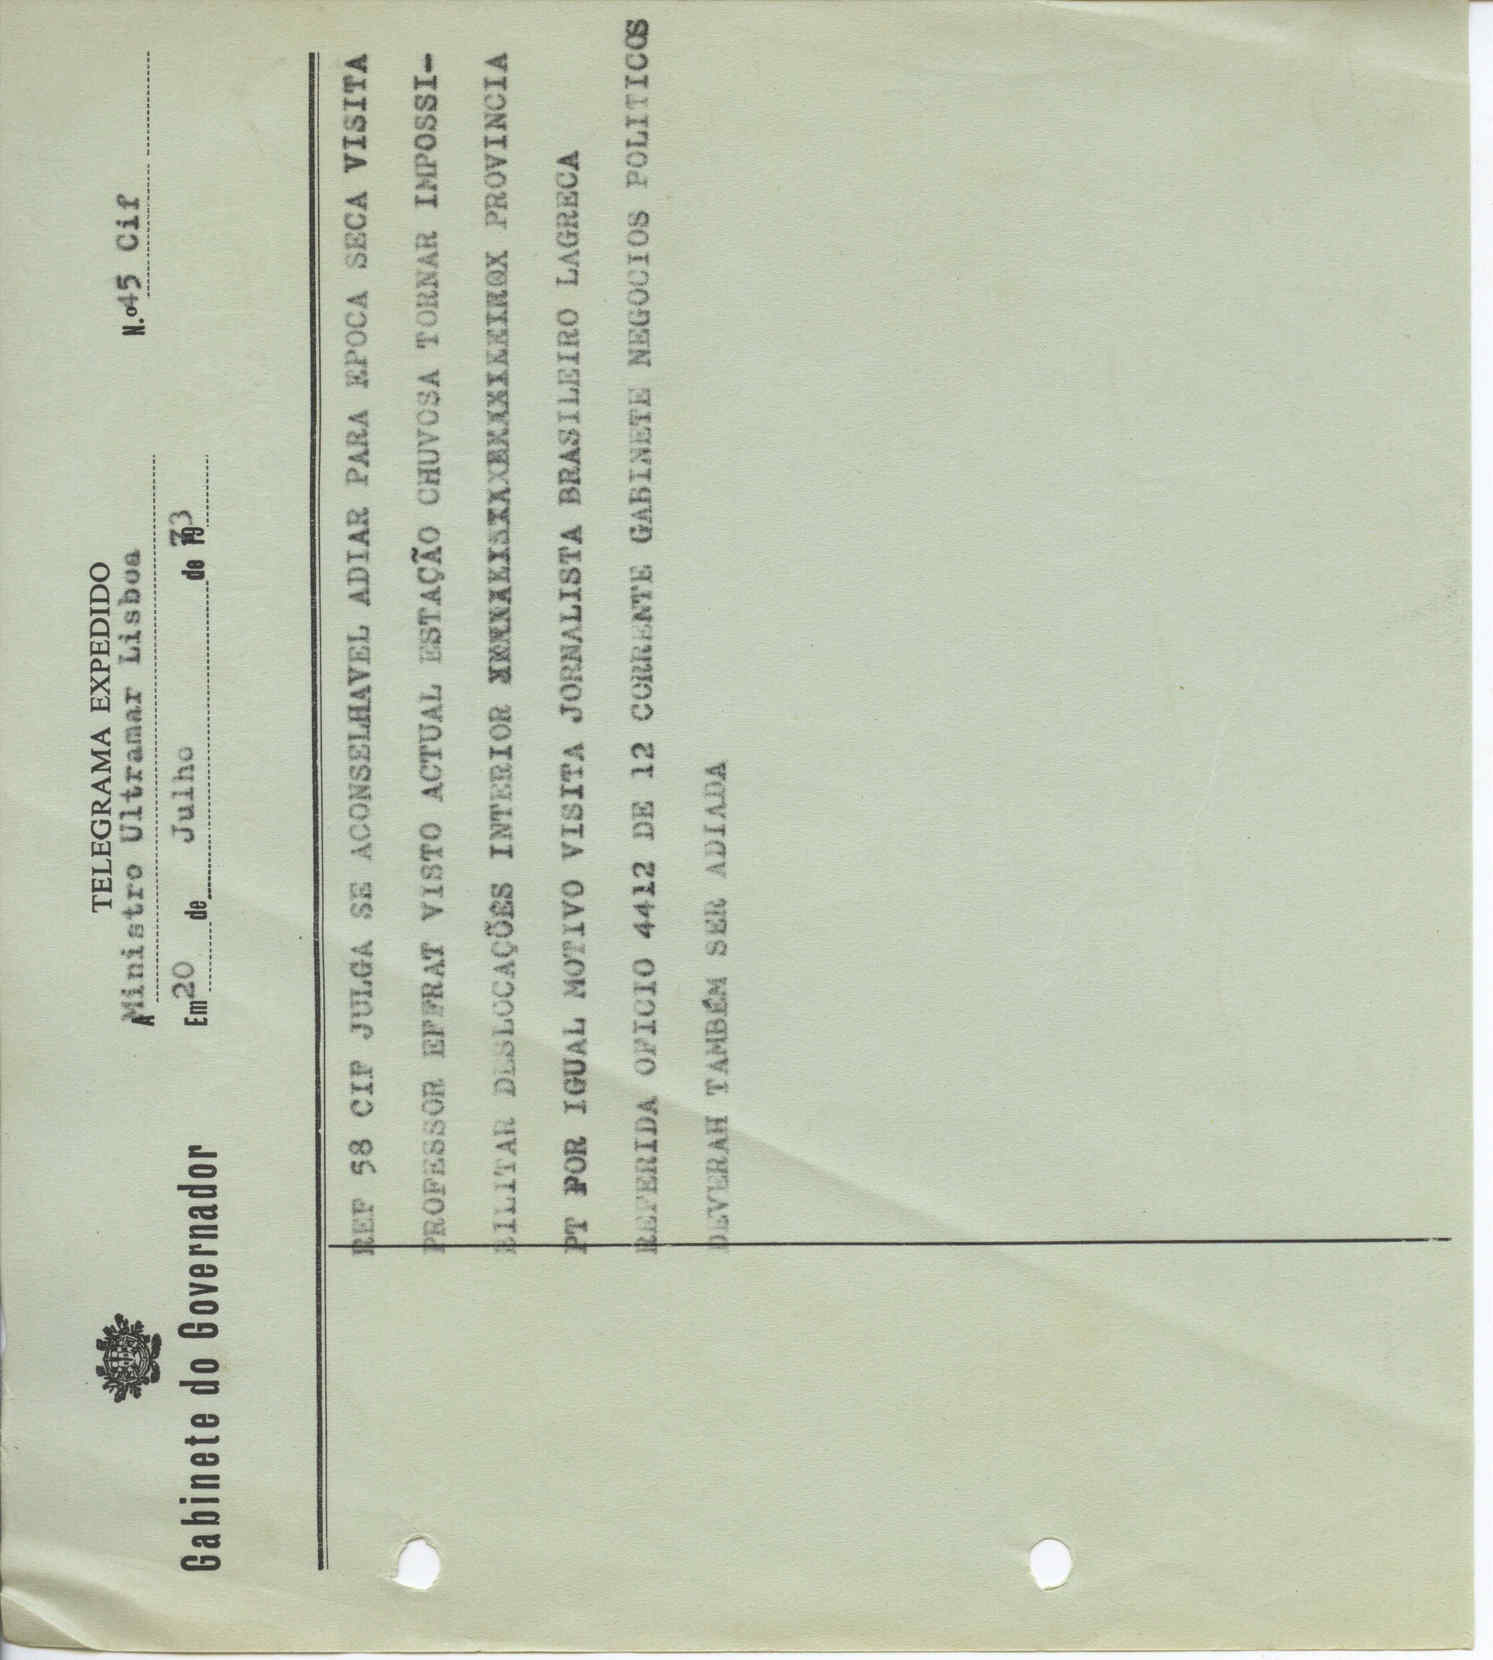 TELEGRAMA EXPEDIDO
A Ministro Ultramar Lisboa
N.º 45 Cif
Gabinete do Governador
Em 20 de Julho de 1973
REF 58 CIF JULGA SE ACONSELHAVEL ADIAR PARA EPOCA SECA VISITA
PROFESSOR EFFRAT VISTO ACTUAL ESTAÇÃO CHUVOSA TORNAR IMPOSSI-
BILITAR DESLOCAÇÕES INTERIOR PROVINCIA
PT POR IGUAL MOTIVO VISITA JORNALISTA BRASILEIRO LAGRECA
REFERIDA OFICIO 4412 DE 12 CORRENTE GABINETE NEGOCIOS POLITICOS
DEVERAH TAMBÉM SER ADIADA